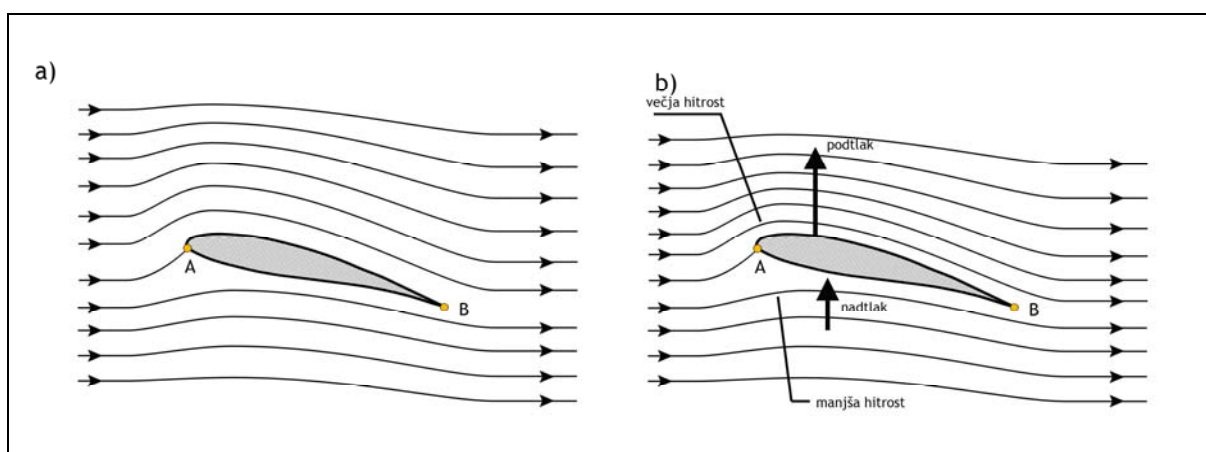 a)
A
B
b)
večja hitrost
podtlak
A
nadtlak
B
manjša hitrost